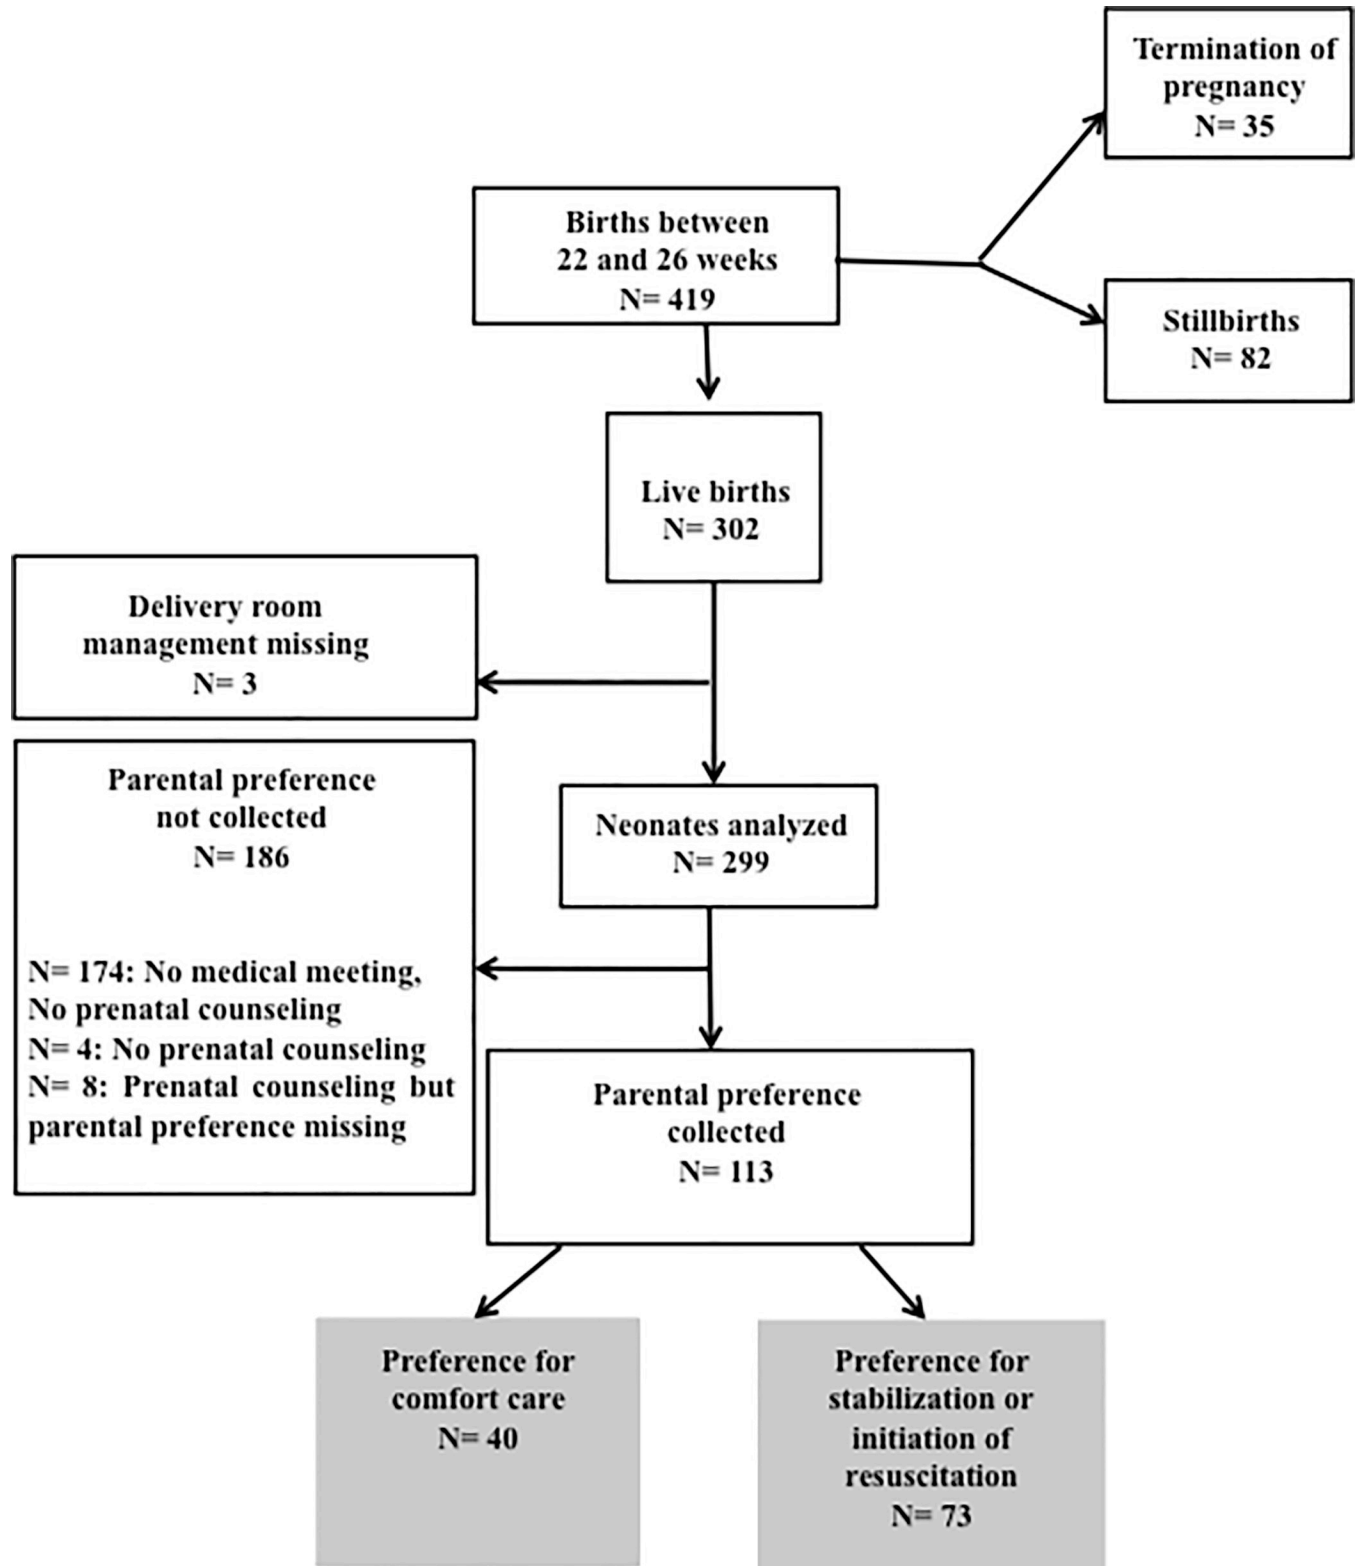 Termination of
pregnancy
N= 35
Births between
22 and 26 weeks
N= 419
Stillbirths
N= 82
Live births
N= 302
Delivery room
management missing
N= 3
Parental preference
not collected
N= 186
N= 174: No medical meeting,
No prenatal counseling
N= 4: No prenatal counseling
N= 8: Prenatal counseling but
parental preference missing
Neonates analyzed
N= 299
Parental preference
collected
N= 113
Preference for
comfort care
N= 40
Preference for
stabilization or
initiation of
resuscitation
N= 73